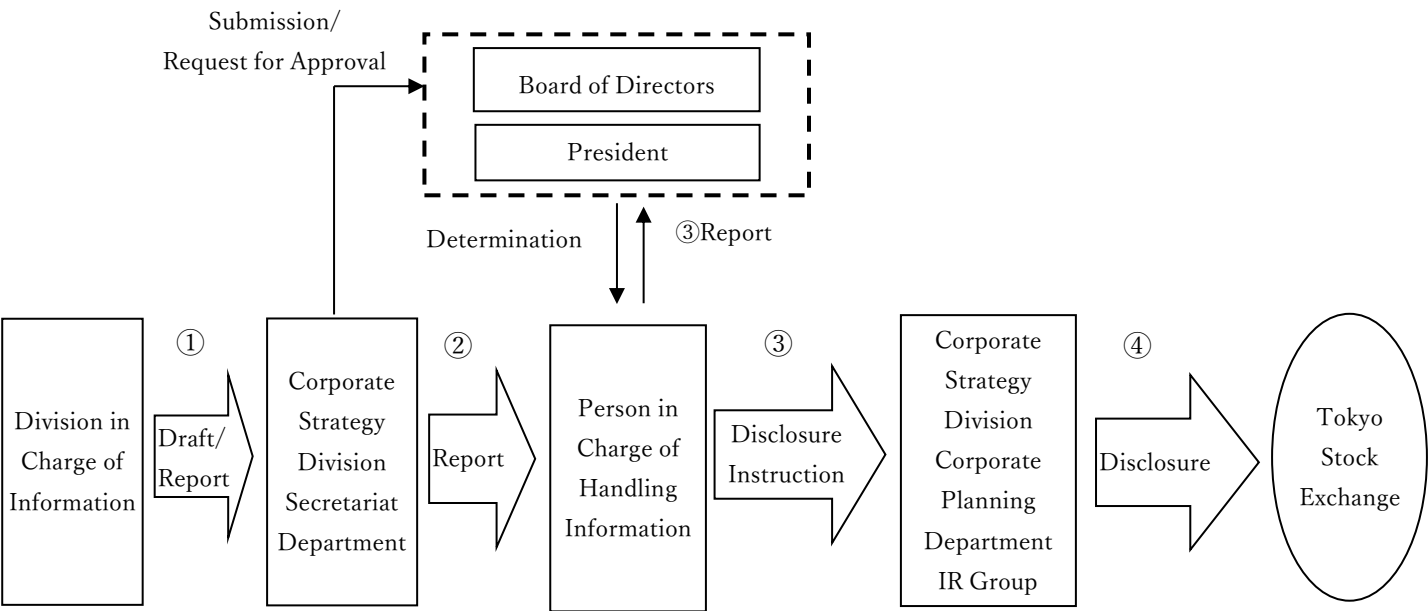 Submission/
Request for Approval
Board of Directors
President
Determination
③Report
Division in
Charge of
Information
①
Draft/
Report
Corporate
Strategy
Division
Secretariat
Department
②
Report
Person in
Charge of
Handling
Information
③
Disclosure
Instruction
Corporate
Strategy
Division
Corporate
Planning
Department
IR Group
④
Disclosure
Tokyo
Stock
Exchange